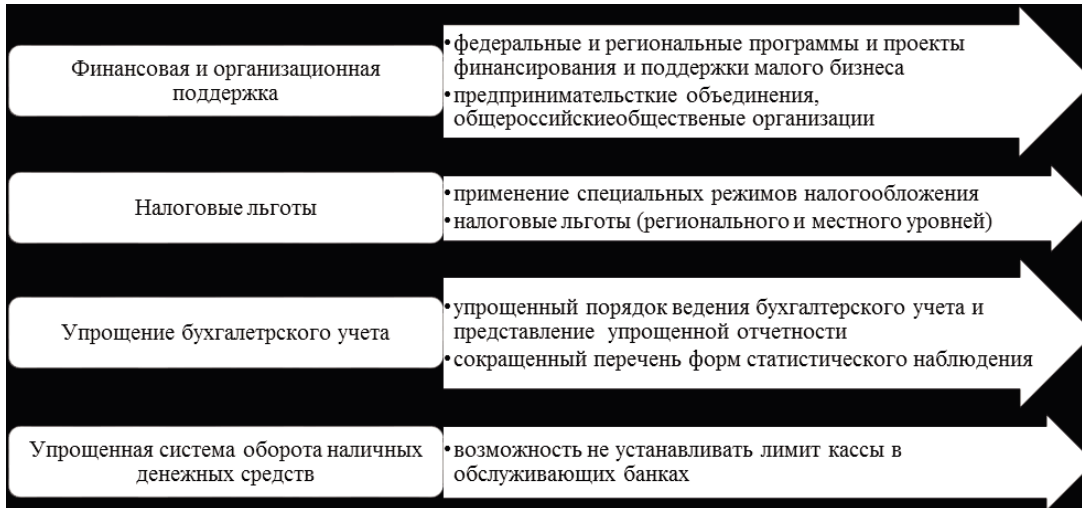 Финансовая и организационная
поддержка
•федеральные и региональные программы и проекты
финансирования и поддержки малого бизнеса
•предпринимательсткие объединения,
общероссийскиеобщественые организации
Налоговые льготы
•применение специальных режимов налогообложения
•налоговые льготы (регионального и местного уровней)
Упрощение бухгалетрского учета
•упрощенный порядок ведения бухгалтерского учета и
представление упрощенной отчетности
•сокращенный перечень форм статистического наблюдения
Упрощенная система оборота наличных
денежных средств
•возможность не устанавливать лимит кассы в
обслуживающих банках